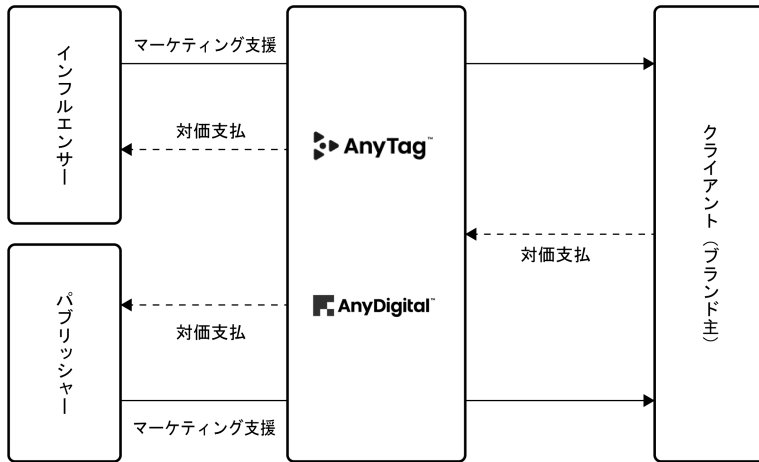 インフルエンサー
マーケティング支援
対価支払
AnyTag™
クライアント（ブランド主）
対価支払
パブリッシャー
対価支払
AnyDigital™
マーケティング支援